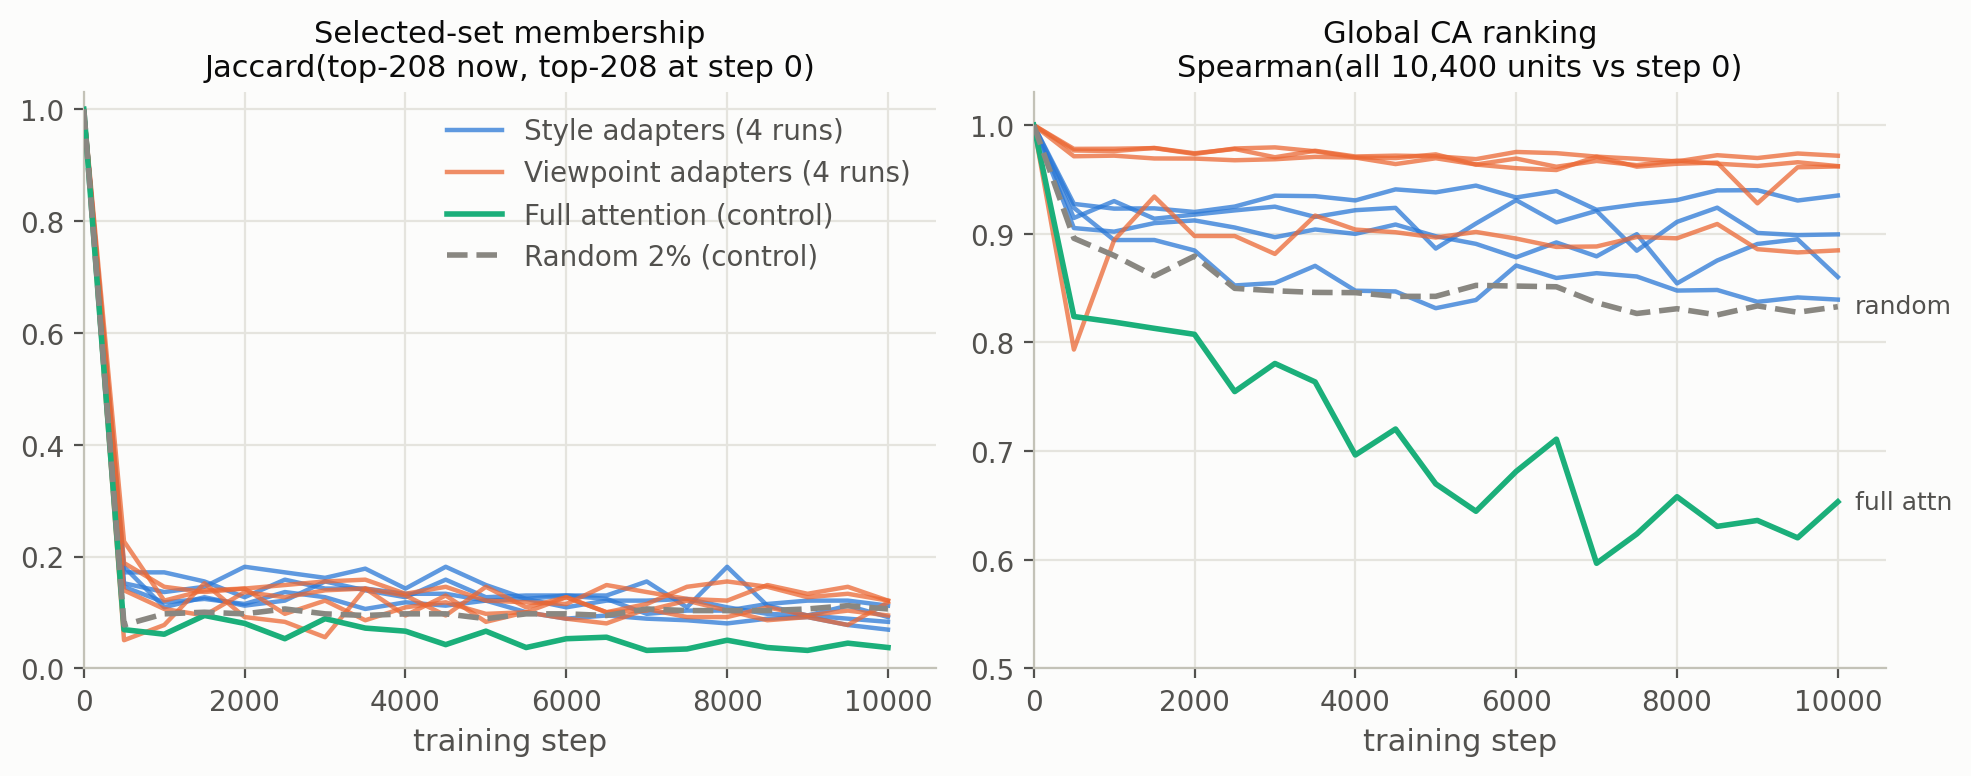 Selected-set membership
Jaccard(top-208 now, top-208 at step 0)
1.0
0.8
0.6
0.4
0.2
0.0
Style adapters (4 runs)
Viewpoint adapters (4 runs)
Full attention (control)
Random 2% (control)
0 2000 4000 6000 8000 10000
training step
Global CA ranking
Spearman(all 10,400 units vs step 0)
1.0
0.9
0.8
0.7
0.6
0.5
random
full attn
0 2000 4000 6000 8000 10000
training step